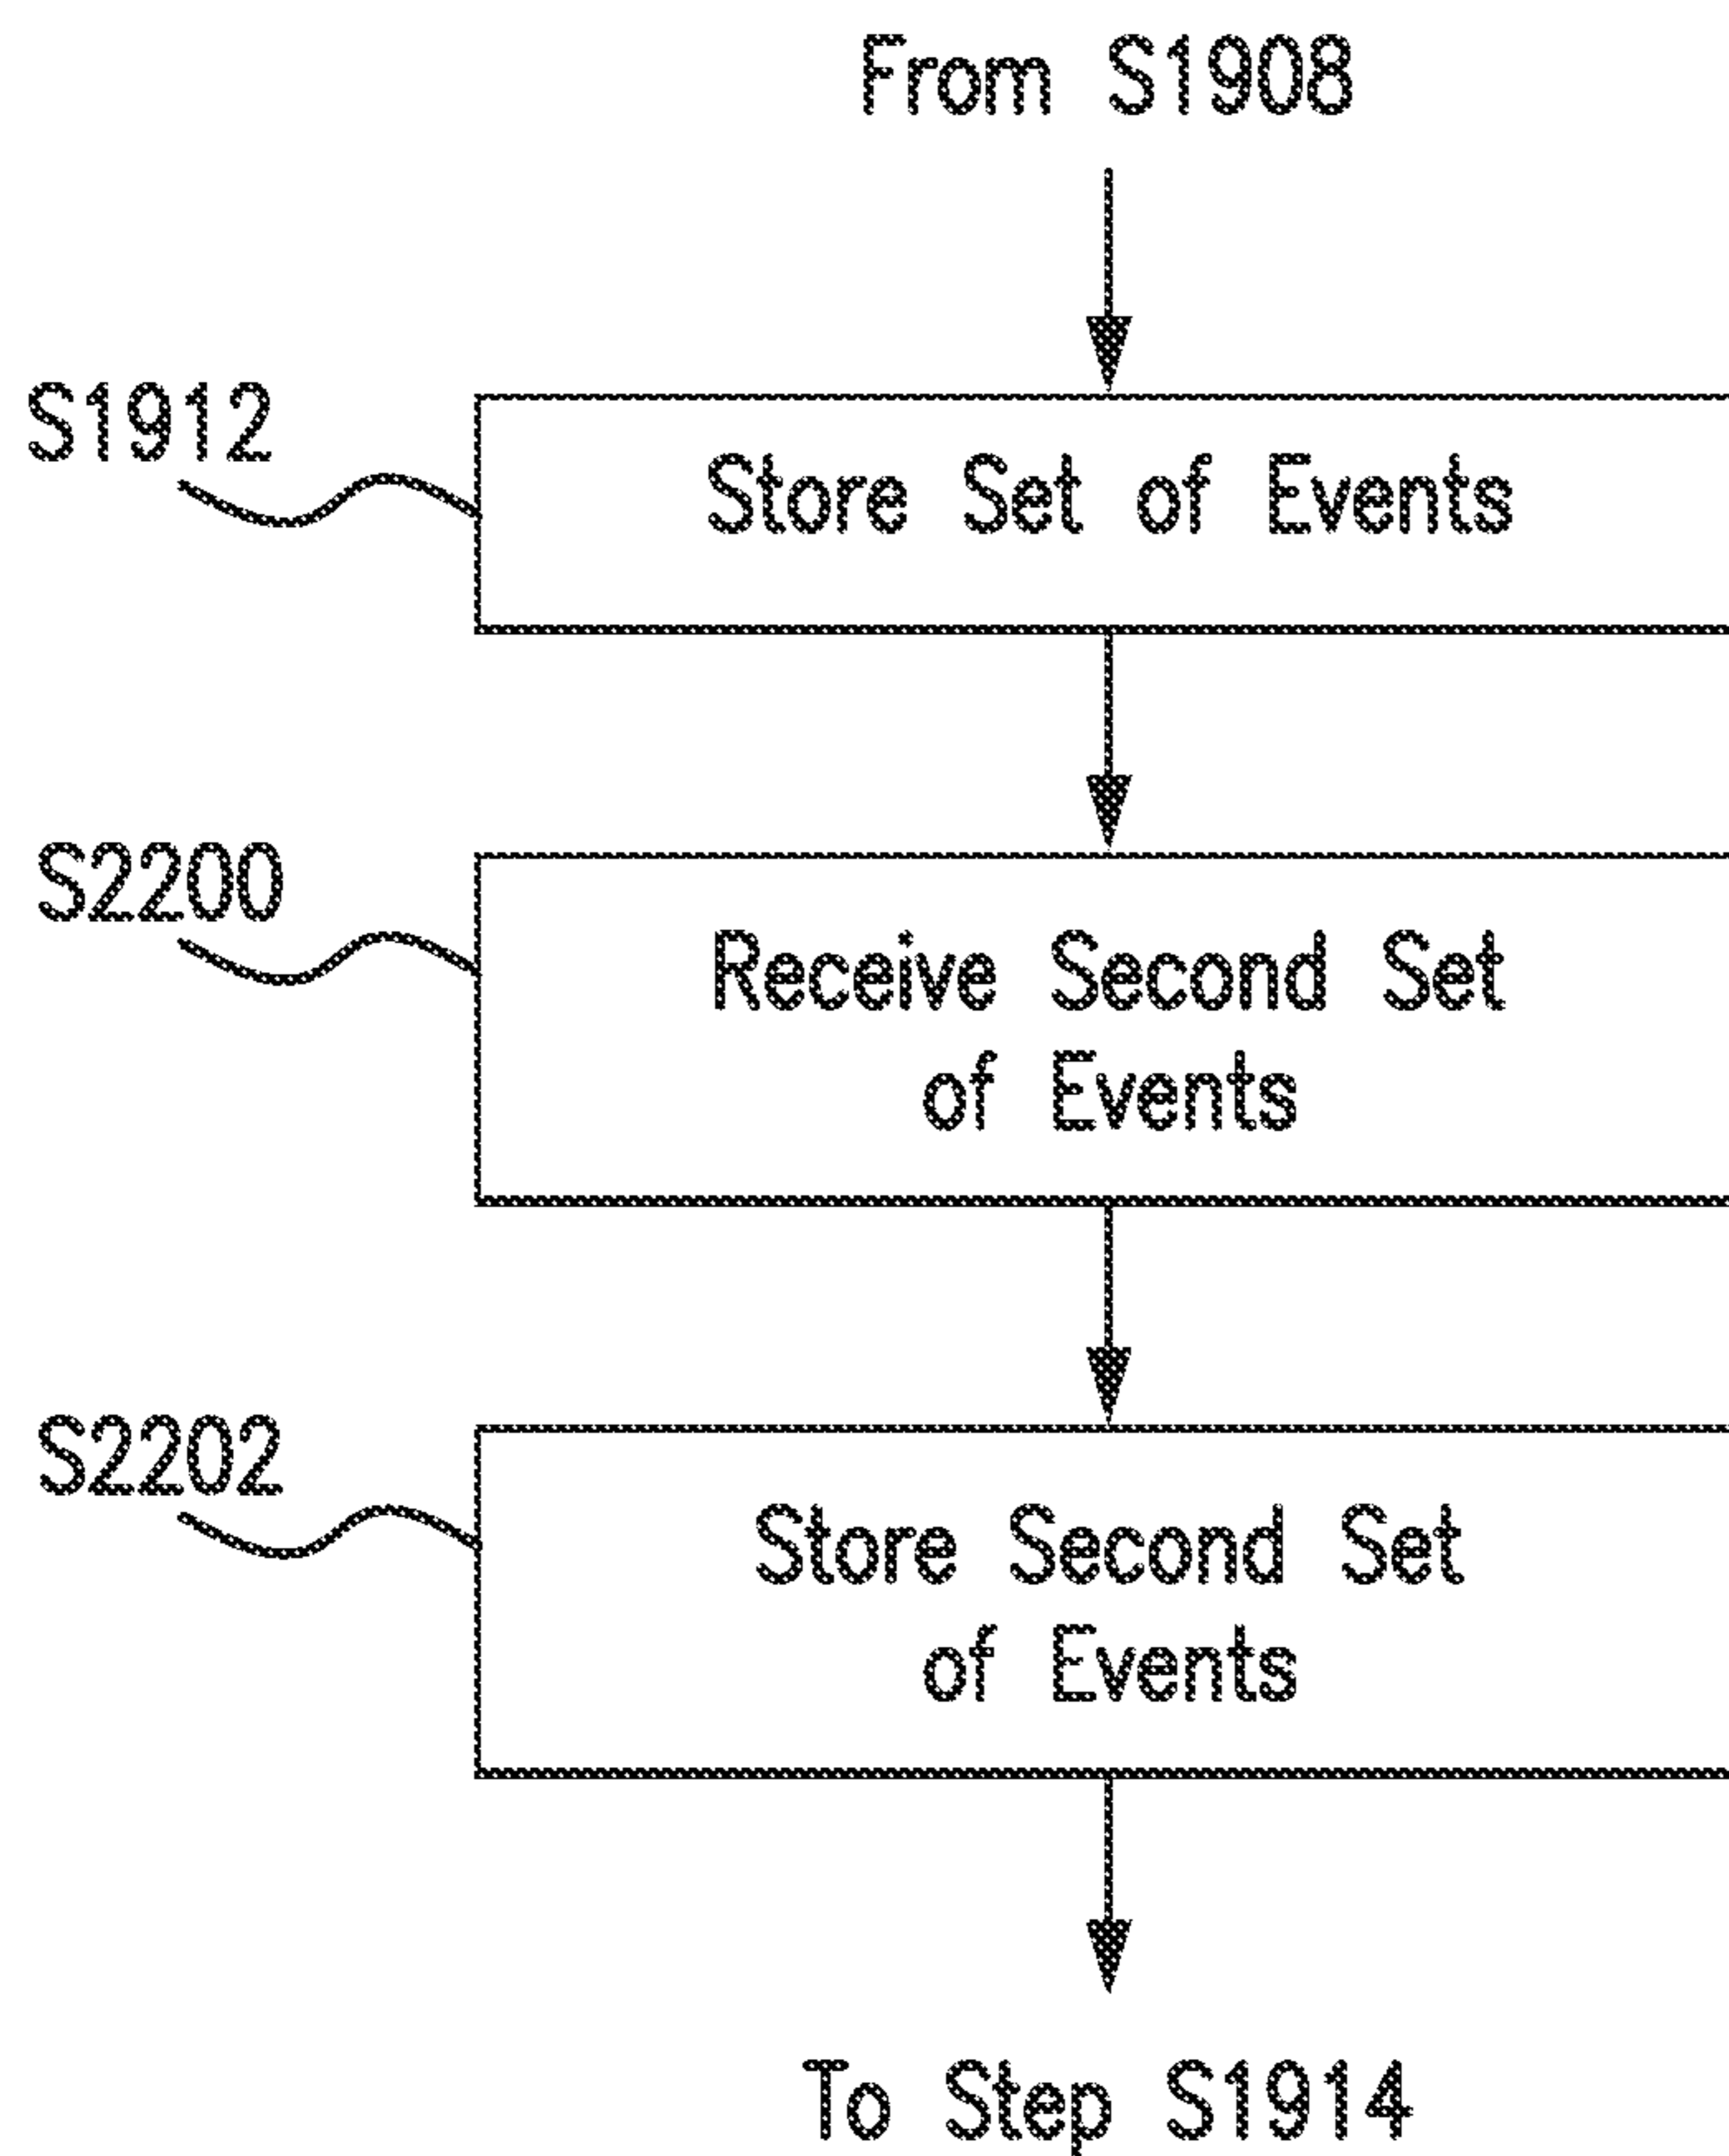 From S1908
S1912
Store Set of Events
S2200
Receive Second Set
of Events
S2202
Store Second Set
of Events
To Step S1914